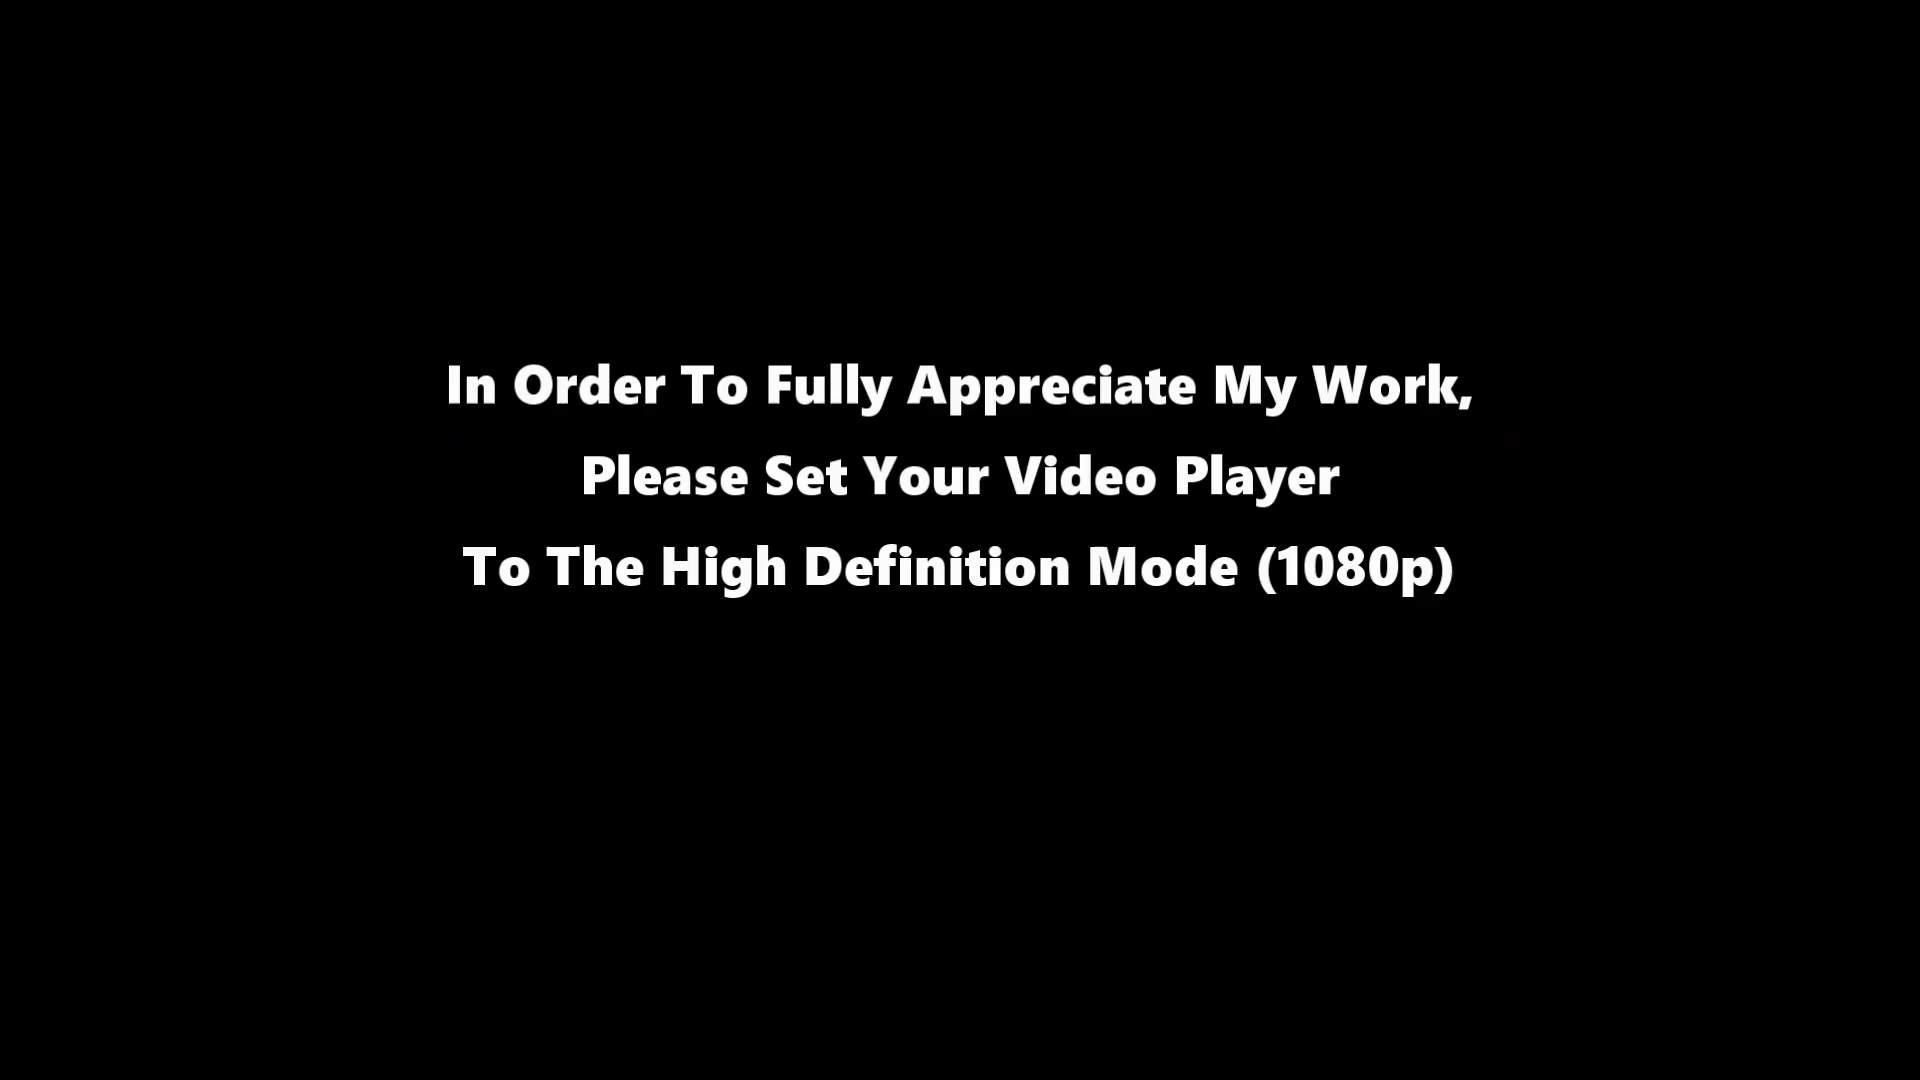 In Order To Fully Appreciate My Work,
Please Set Your Video Player
To The High Definition Mode (1080p)